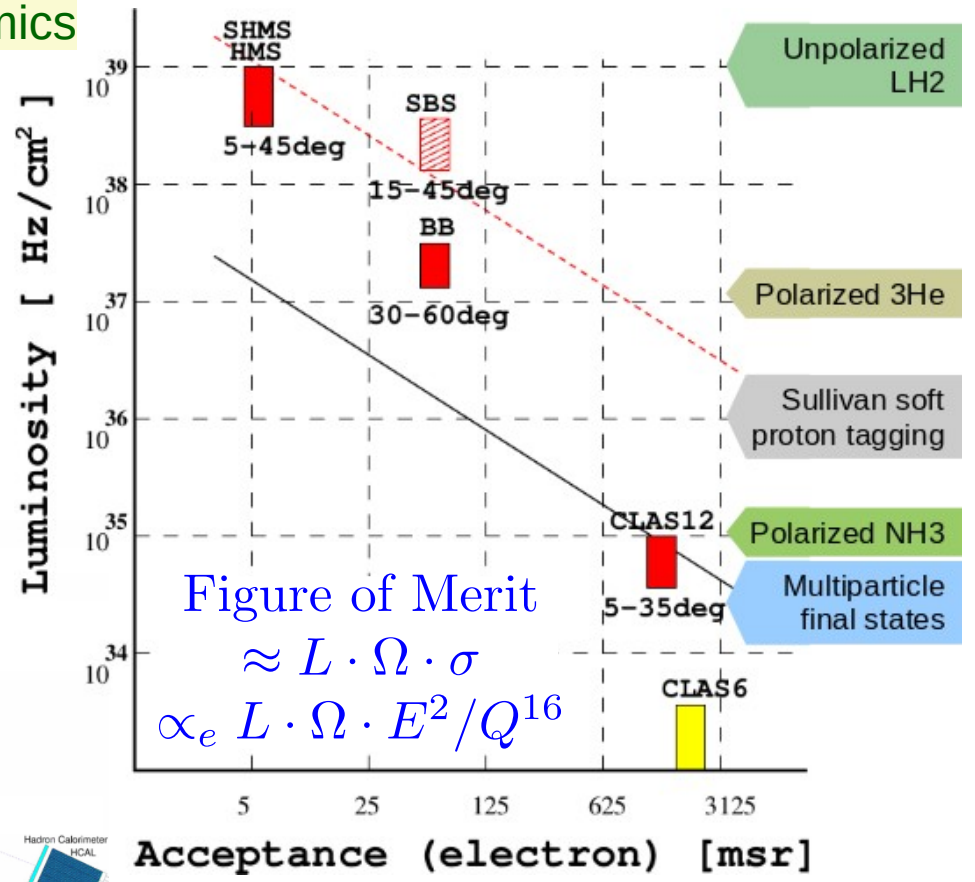 mics
SHMS
HMS
5-45deg
SBS
15-45deg
BB
30-60deg
CLAS12
5-35deg
CLAS6
Luminosity [ Hz/cm² ]
10³⁹
10³⁸
10³⁷
10³⁶
10³⁵
10³⁴
Unpolarized
LH2
Polarized 3He
Sullivan soft
proton tagging
Polarized NH3
Multiparticle
final states
Figure of Merit
≈ L · Ω · σ
∝ₑ L · Ω · E²/Q¹⁶
5 25 125 625 3125
Acceptance (electron) [msr]
Hadron Calorimeter
HCAL